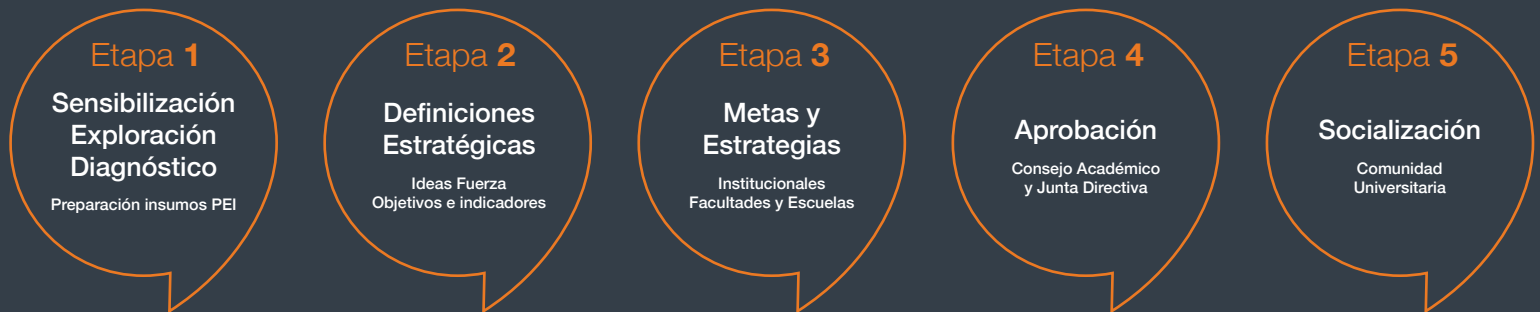 Etapa 1
Sensibilización
Exploración
Diagnóstico
Preparación insumos PEI
Etapa 2
Definiciones
Estratégicas
Ideas Fuerza
Objetivos e indicadores
Etapa 3
Metas y
Estrategias
Institucionales
Facultades y Escuelas
Etapa 4
Aprobación
Consejo Académico
y Junta Directiva
Etapa 5
Socialización
Comunidad
Universitaria